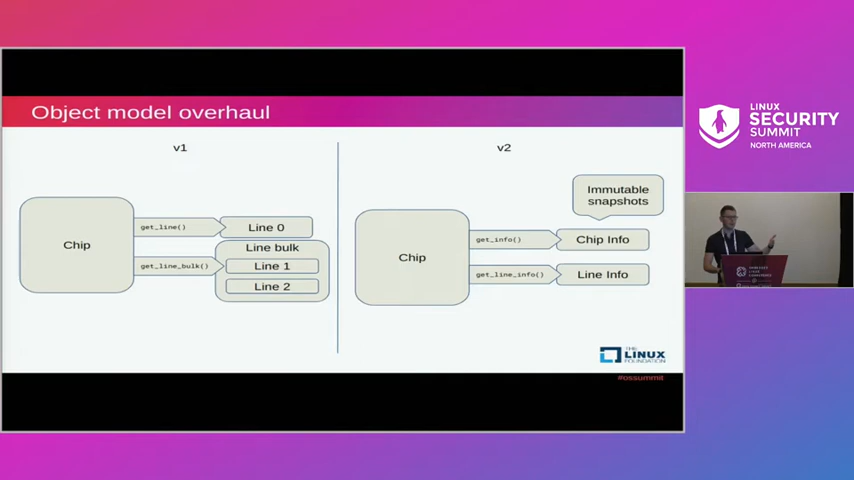 Object model overhaul
v1
Chip
get_line()
Line 0
Line bulk
get_line_bulk()
Line 1
Line 2
v2
Immutable
snapshots
Chip
get_info()
Chip Info
get_line_info()
Line Info
THE
LINUX
FOUNDATION
#ossummit
LINUX
SECURITY
SUMMIT
NORTH AMERICA